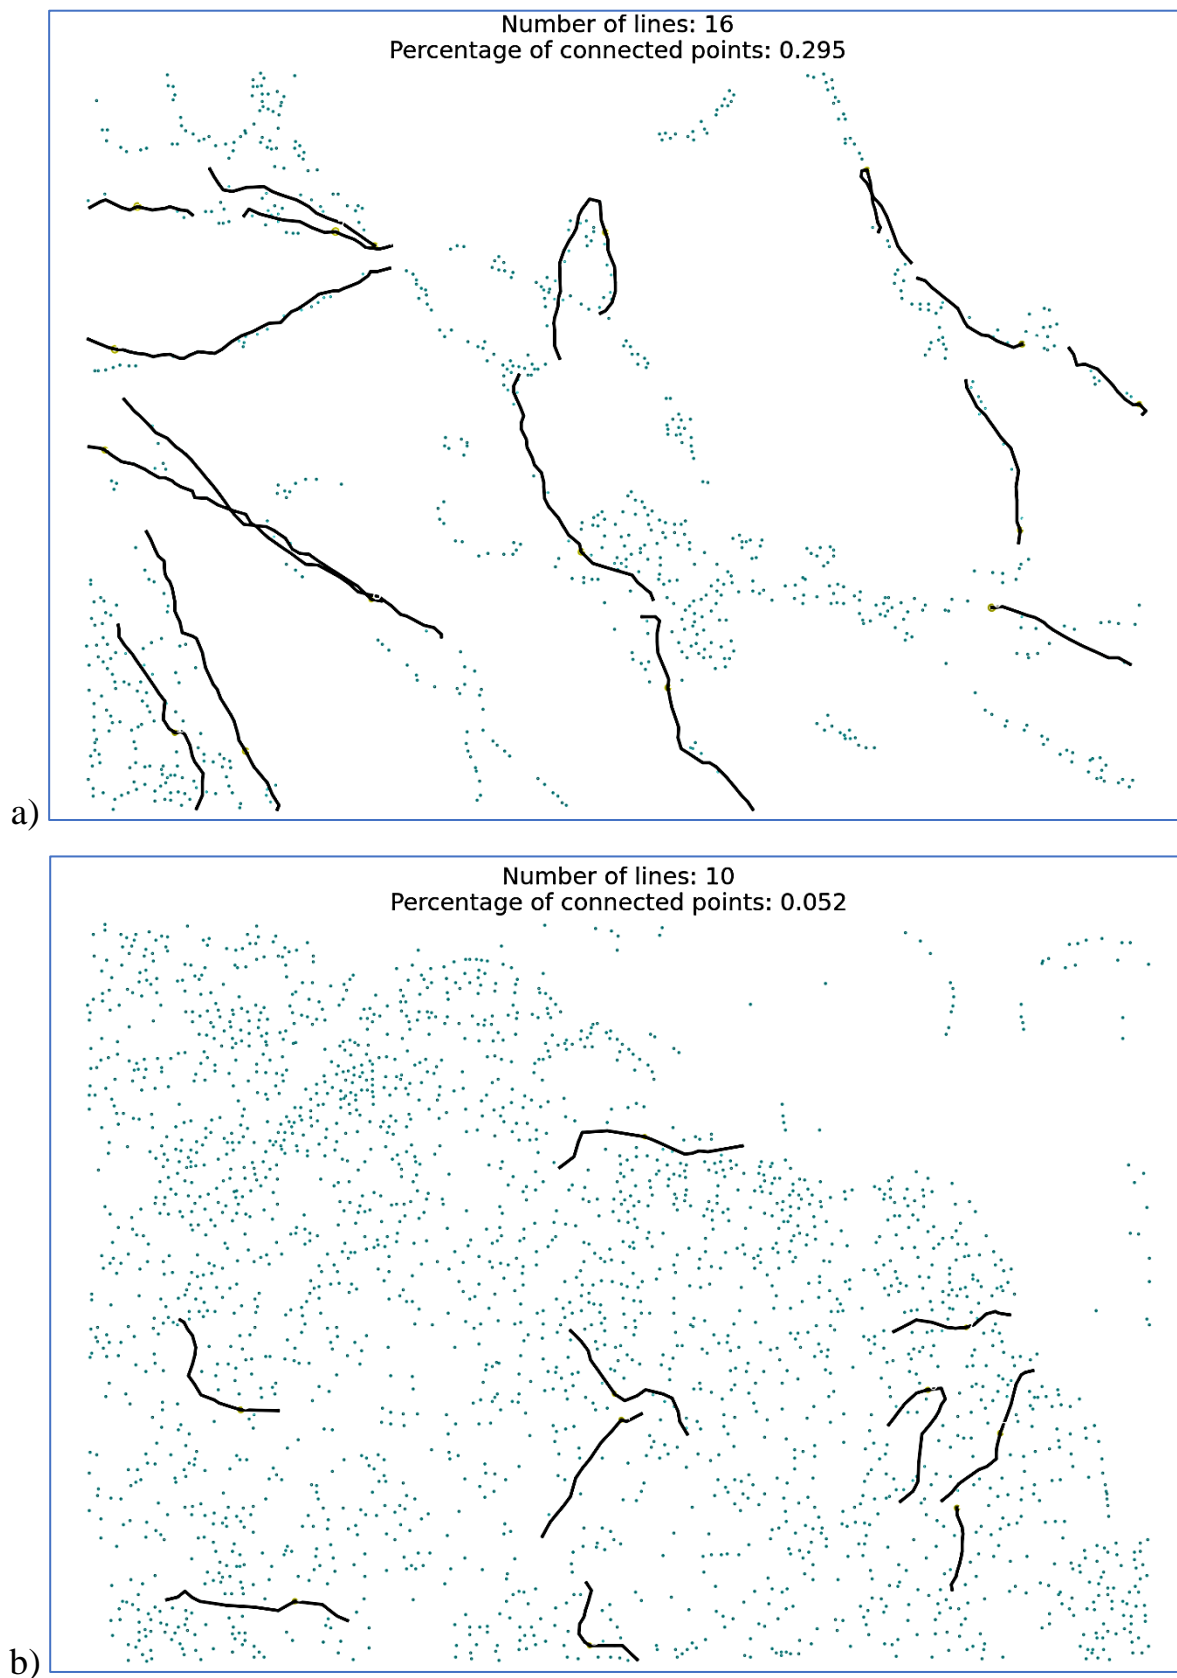 Number of lines: 16
Percentage of connected points: 0.295
a)
Number of lines: 10
Percentage of connected points: 0.052
b)